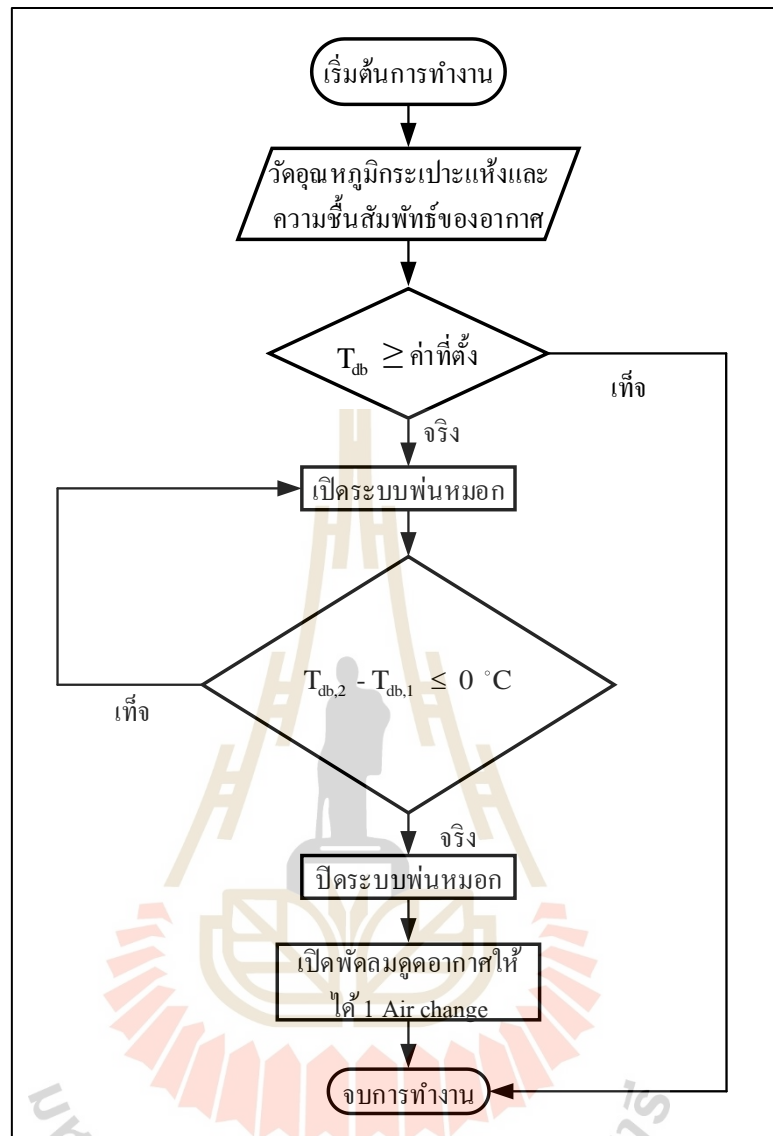 เริ่มต้นการทำงาน
วัดอุณหภูมิกระเปาะแห้งและ
ความชื้นสัมพัทธ์ของอากาศ
T_db ≥ ค่าที่ตั้ง
เท็จ
จริง
เปิดระบบพ่นหมอก
T_db,2 - T_db,1 ≤ 0 °C
เท็จ
จริง
ปิดระบบพ่นหมอก
เปิดพัดลมดูดอากาศให้
ได้ 1 Air change
จบการทำงาน